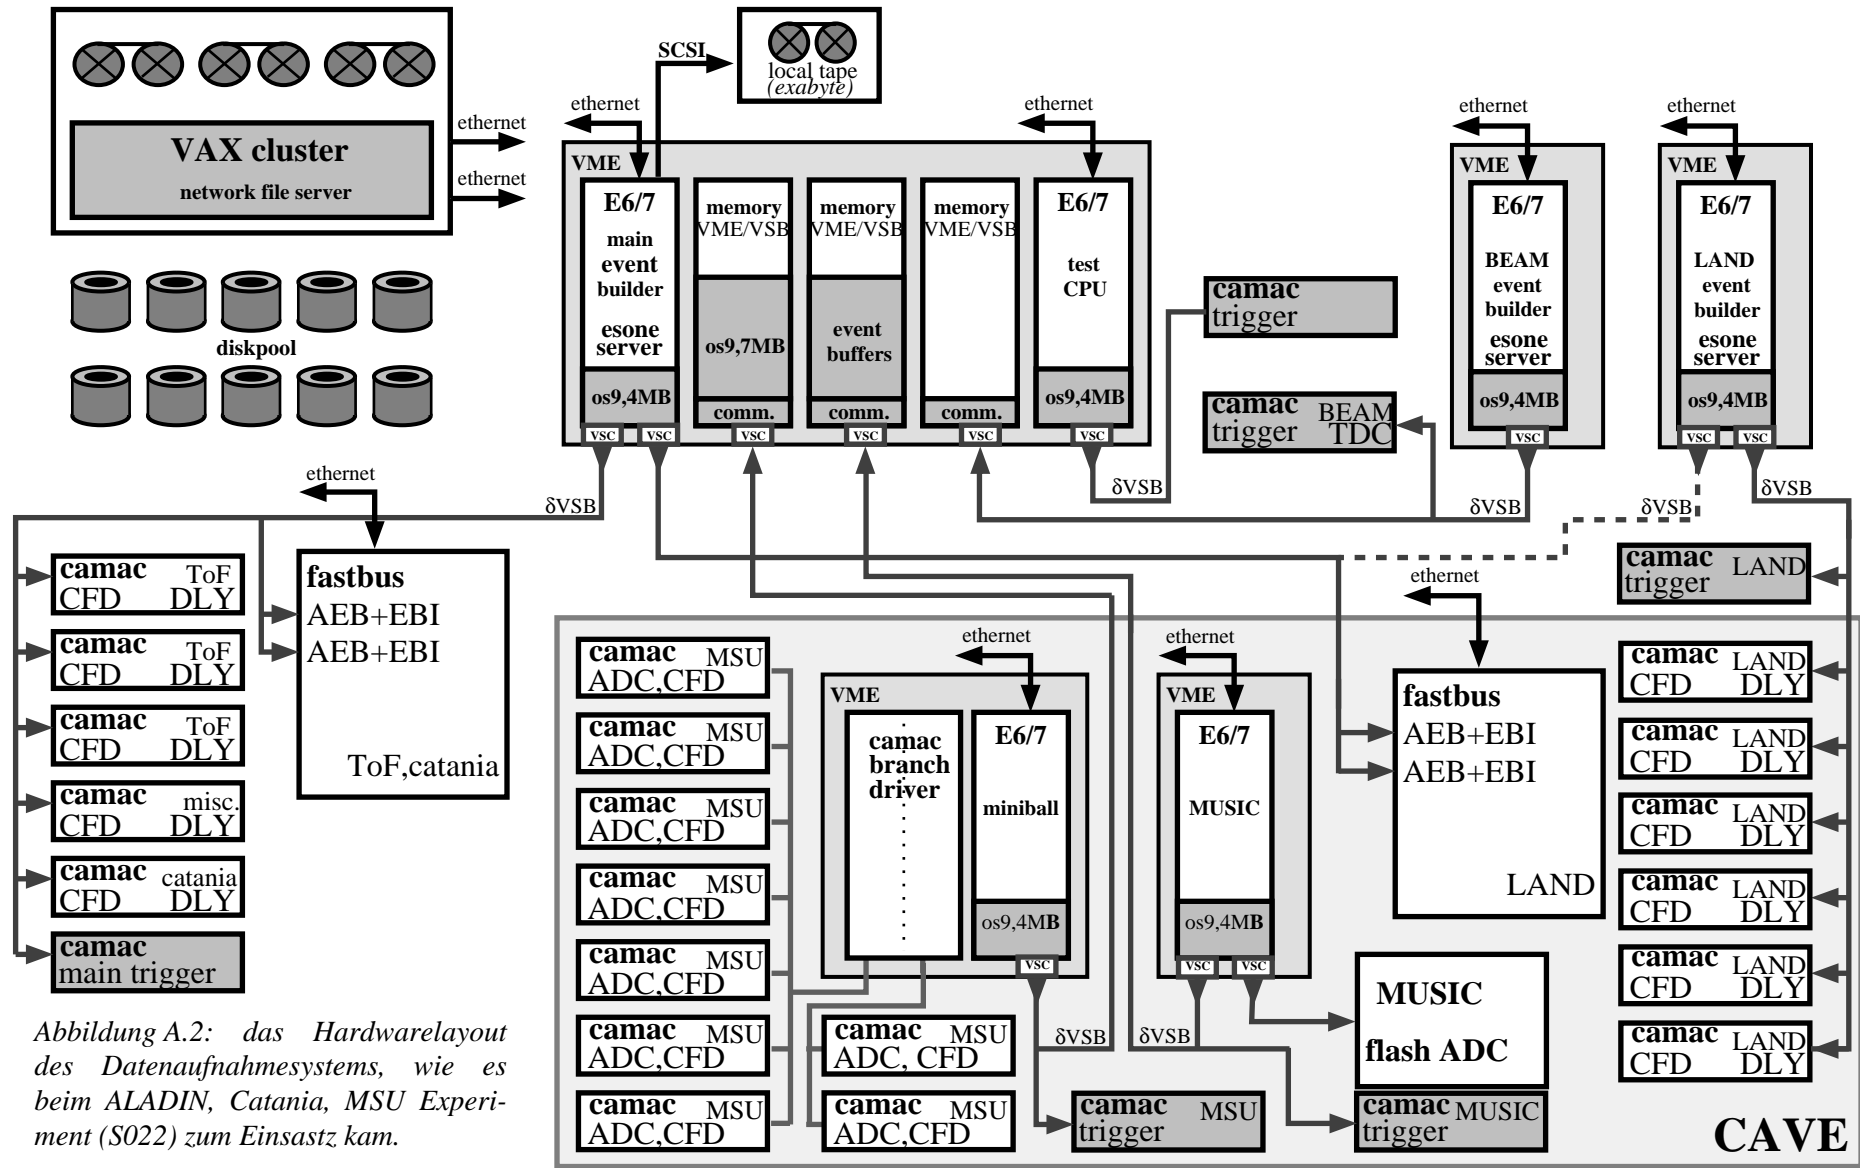 VAX cluster
network file server
ethernet
ethernet
diskpool
SCSI
local tape
(exabyte)
ethernet
ethernet
VME
E6/7
main
event
builder
esone
server
os9,4MB
VSC
VSC
memory
VME/VSB
os9,7MB
comm.
VSC
memory
VME/VSB
event
buffers
comm.
VSC
memory
VME/VSB
comm.
VSC
E6/7
test
CPU
os9,4MB
VSC
camac
trigger
camac BEAM
trigger TDC
ethernet
VME
E6/7
BEAM
event
builder
esone
server
os9,4MB
VSC
ethernet
VME
E6/7
LAND
event
builder
esone
server
os9,4MB
VSC
VSC
δVSB
δVSB
δVSB
δVSB
δVSB
ethernet
fastbus
AEB+EBI
AEB+EBI
ToF,catania
camac ToF
CFD DLY
camac ToF
CFD DLY
camac ToF
CFD DLY
camac misc.
CFD DLY
camac catania
CFD DLY
camac
main trigger
camac LAND
trigger
camac MSU
ADC,CFD
camac MSU
ADC,CFD
camac MSU
ADC,CFD
camac MSU
ADC,CFD
camac MSU
ADC,CFD
camac MSU
ADC,CFD
camac MSU
ADC,CFD
ethernet
VME
camac
branch
driver
E6/7
miniball
os9,4MB
VSC
camac MSU
ADC, CFD
camac MSU
ADC,CFD
δVSB
camac MSU
trigger
ethernet
VME
E6/7
MUSIC
os9,4MB
VSC
VSC
δVSB
MUSIC
flash ADC
camac MUSIC
trigger
ethernet
fastbus
AEB+EBI
AEB+EBI
LAND
camac LAND
CFD DLY
camac LAND
CFD DLY
camac LAND
CFD DLY
camac LAND
CFD DLY
camac LAND
CFD DLY
camac LAND
CFD DLY
CAVE
Abbildung A.2: das Hardwarelayout
des Datenaufnahmesystems, wie es
beim ALADIN, Catania, MSU Experi-
ment (S022) zum Einsastz kam.